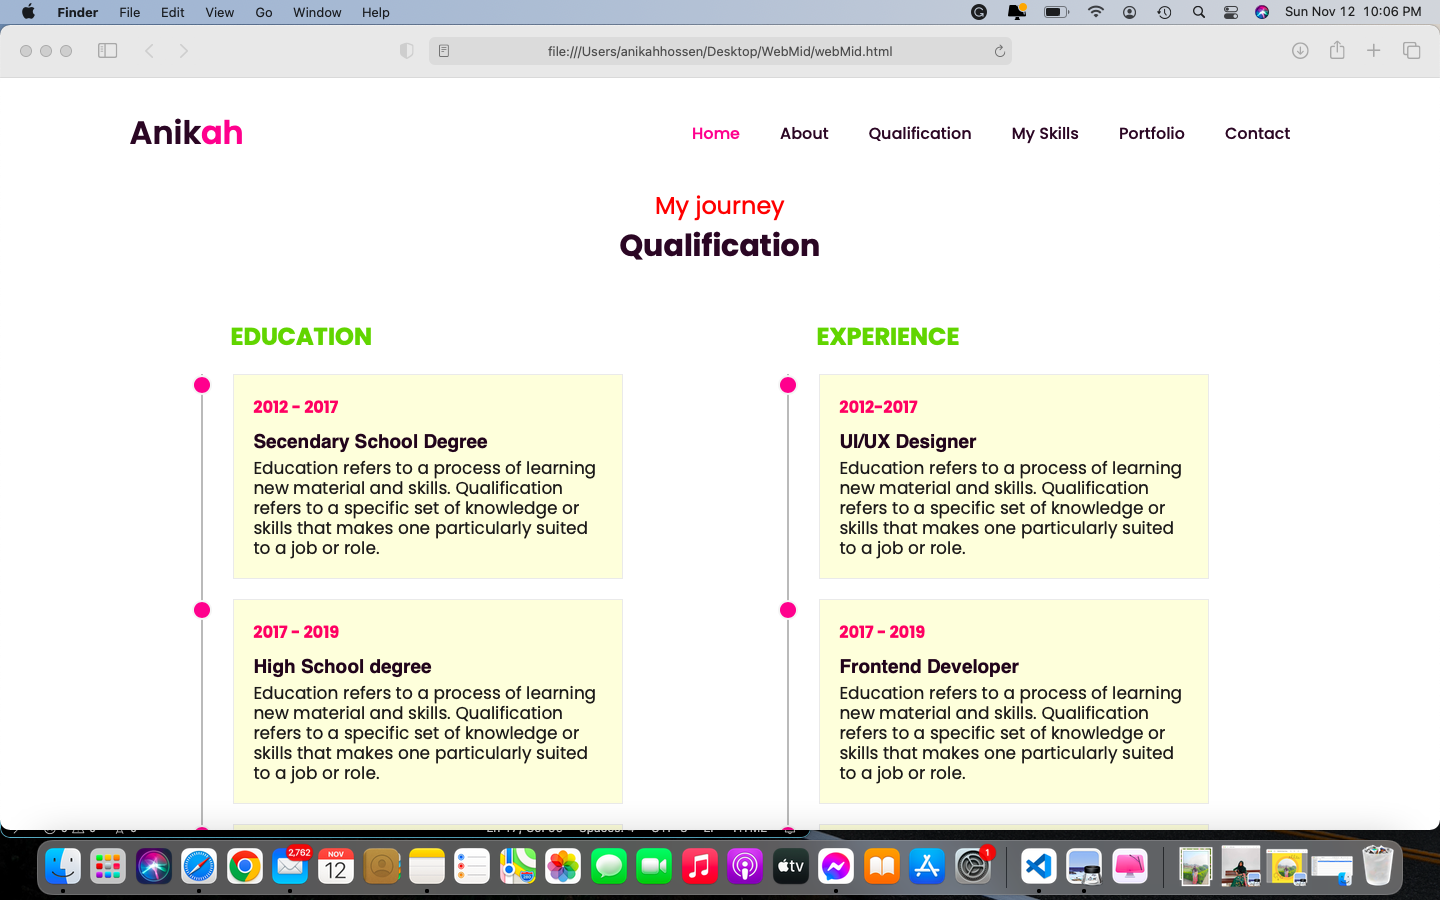 Finder File Edit View Go Window Help Sun Nov 12 10:06 PM
file:///Users/anikahhossen/Desktop/WebMid/webMid.html
Anikah Home About Qualification My Skills Portfolio Contact
My journey
Qualification
EDUCATION
2012 - 2017
Secendary School Degree
Education refers to a process of learning
new material and skills. Qualification
refers to a specific set of knowledge or
skills that makes one particularly suited
to a job or role.
2017 - 2019
High School degree
Education refers to a process of learning
new material and skills. Qualification
refers to a specific set of knowledge or
skills that makes one particularly suited
to a job or role.
EXPERIENCE
2012-2017
UI/UX Designer
Education refers to a process of learning
new material and skills. Qualification
refers to a specific set of knowledge or
skills that makes one particularly suited
to a job or role.
2017 - 2019
Frontend Developer
Education refers to a process of learning
new material and skills. Qualification
refers to a specific set of knowledge or
skills that makes one particularly suited
to a job or role.
2,762
NOV
12
tv
1